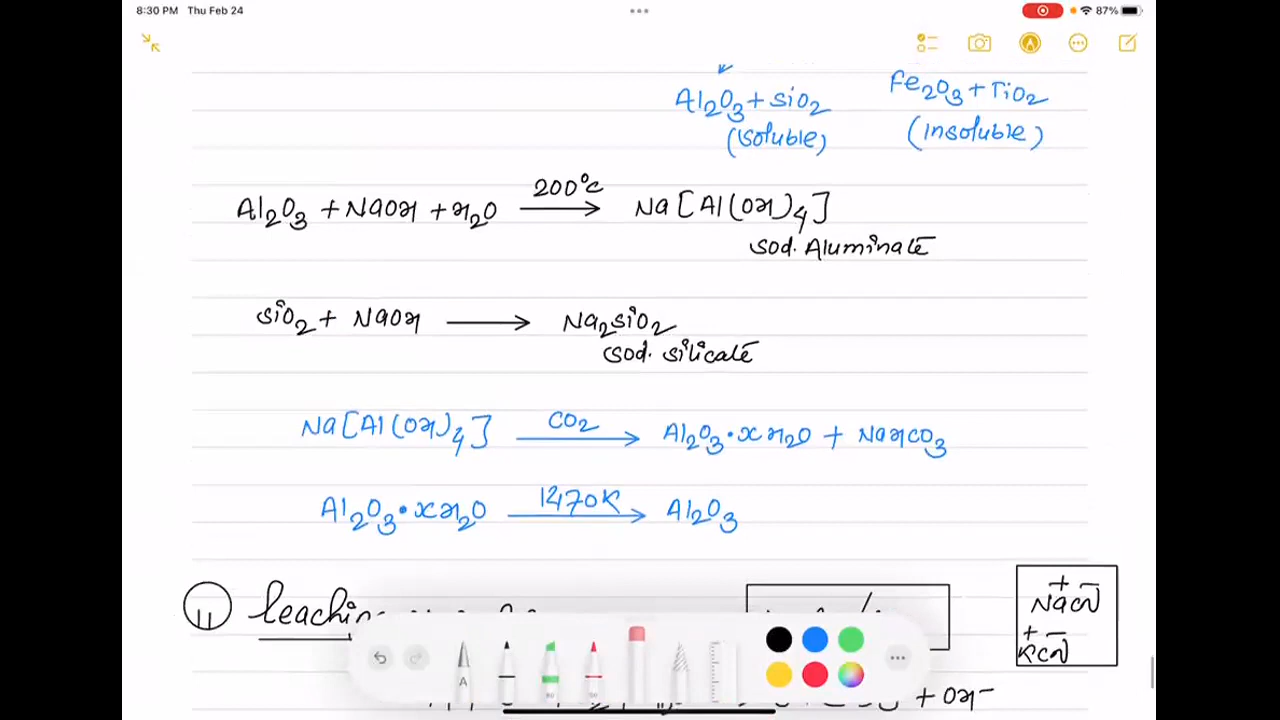 8:30 PM Thu Feb 24
87%
Al2O3 + SiO2
(Soluble)
Fe2O3 + TiO2
(Insoluble)
Al2O3 + NaOH + H2O 200°C → Na[Al(OH)4]
Sod. Aluminate
SiO2 + NaOH → Na2SiO2
Sod. silicate
Na[Al(OH)4] CO2 → Al2O3·xH2O + NaHCO3
Al2O3·xH2O 1470K → Al2O3
11 leaching
+ -
NaCN
+ -
KCN
A
+ OH-